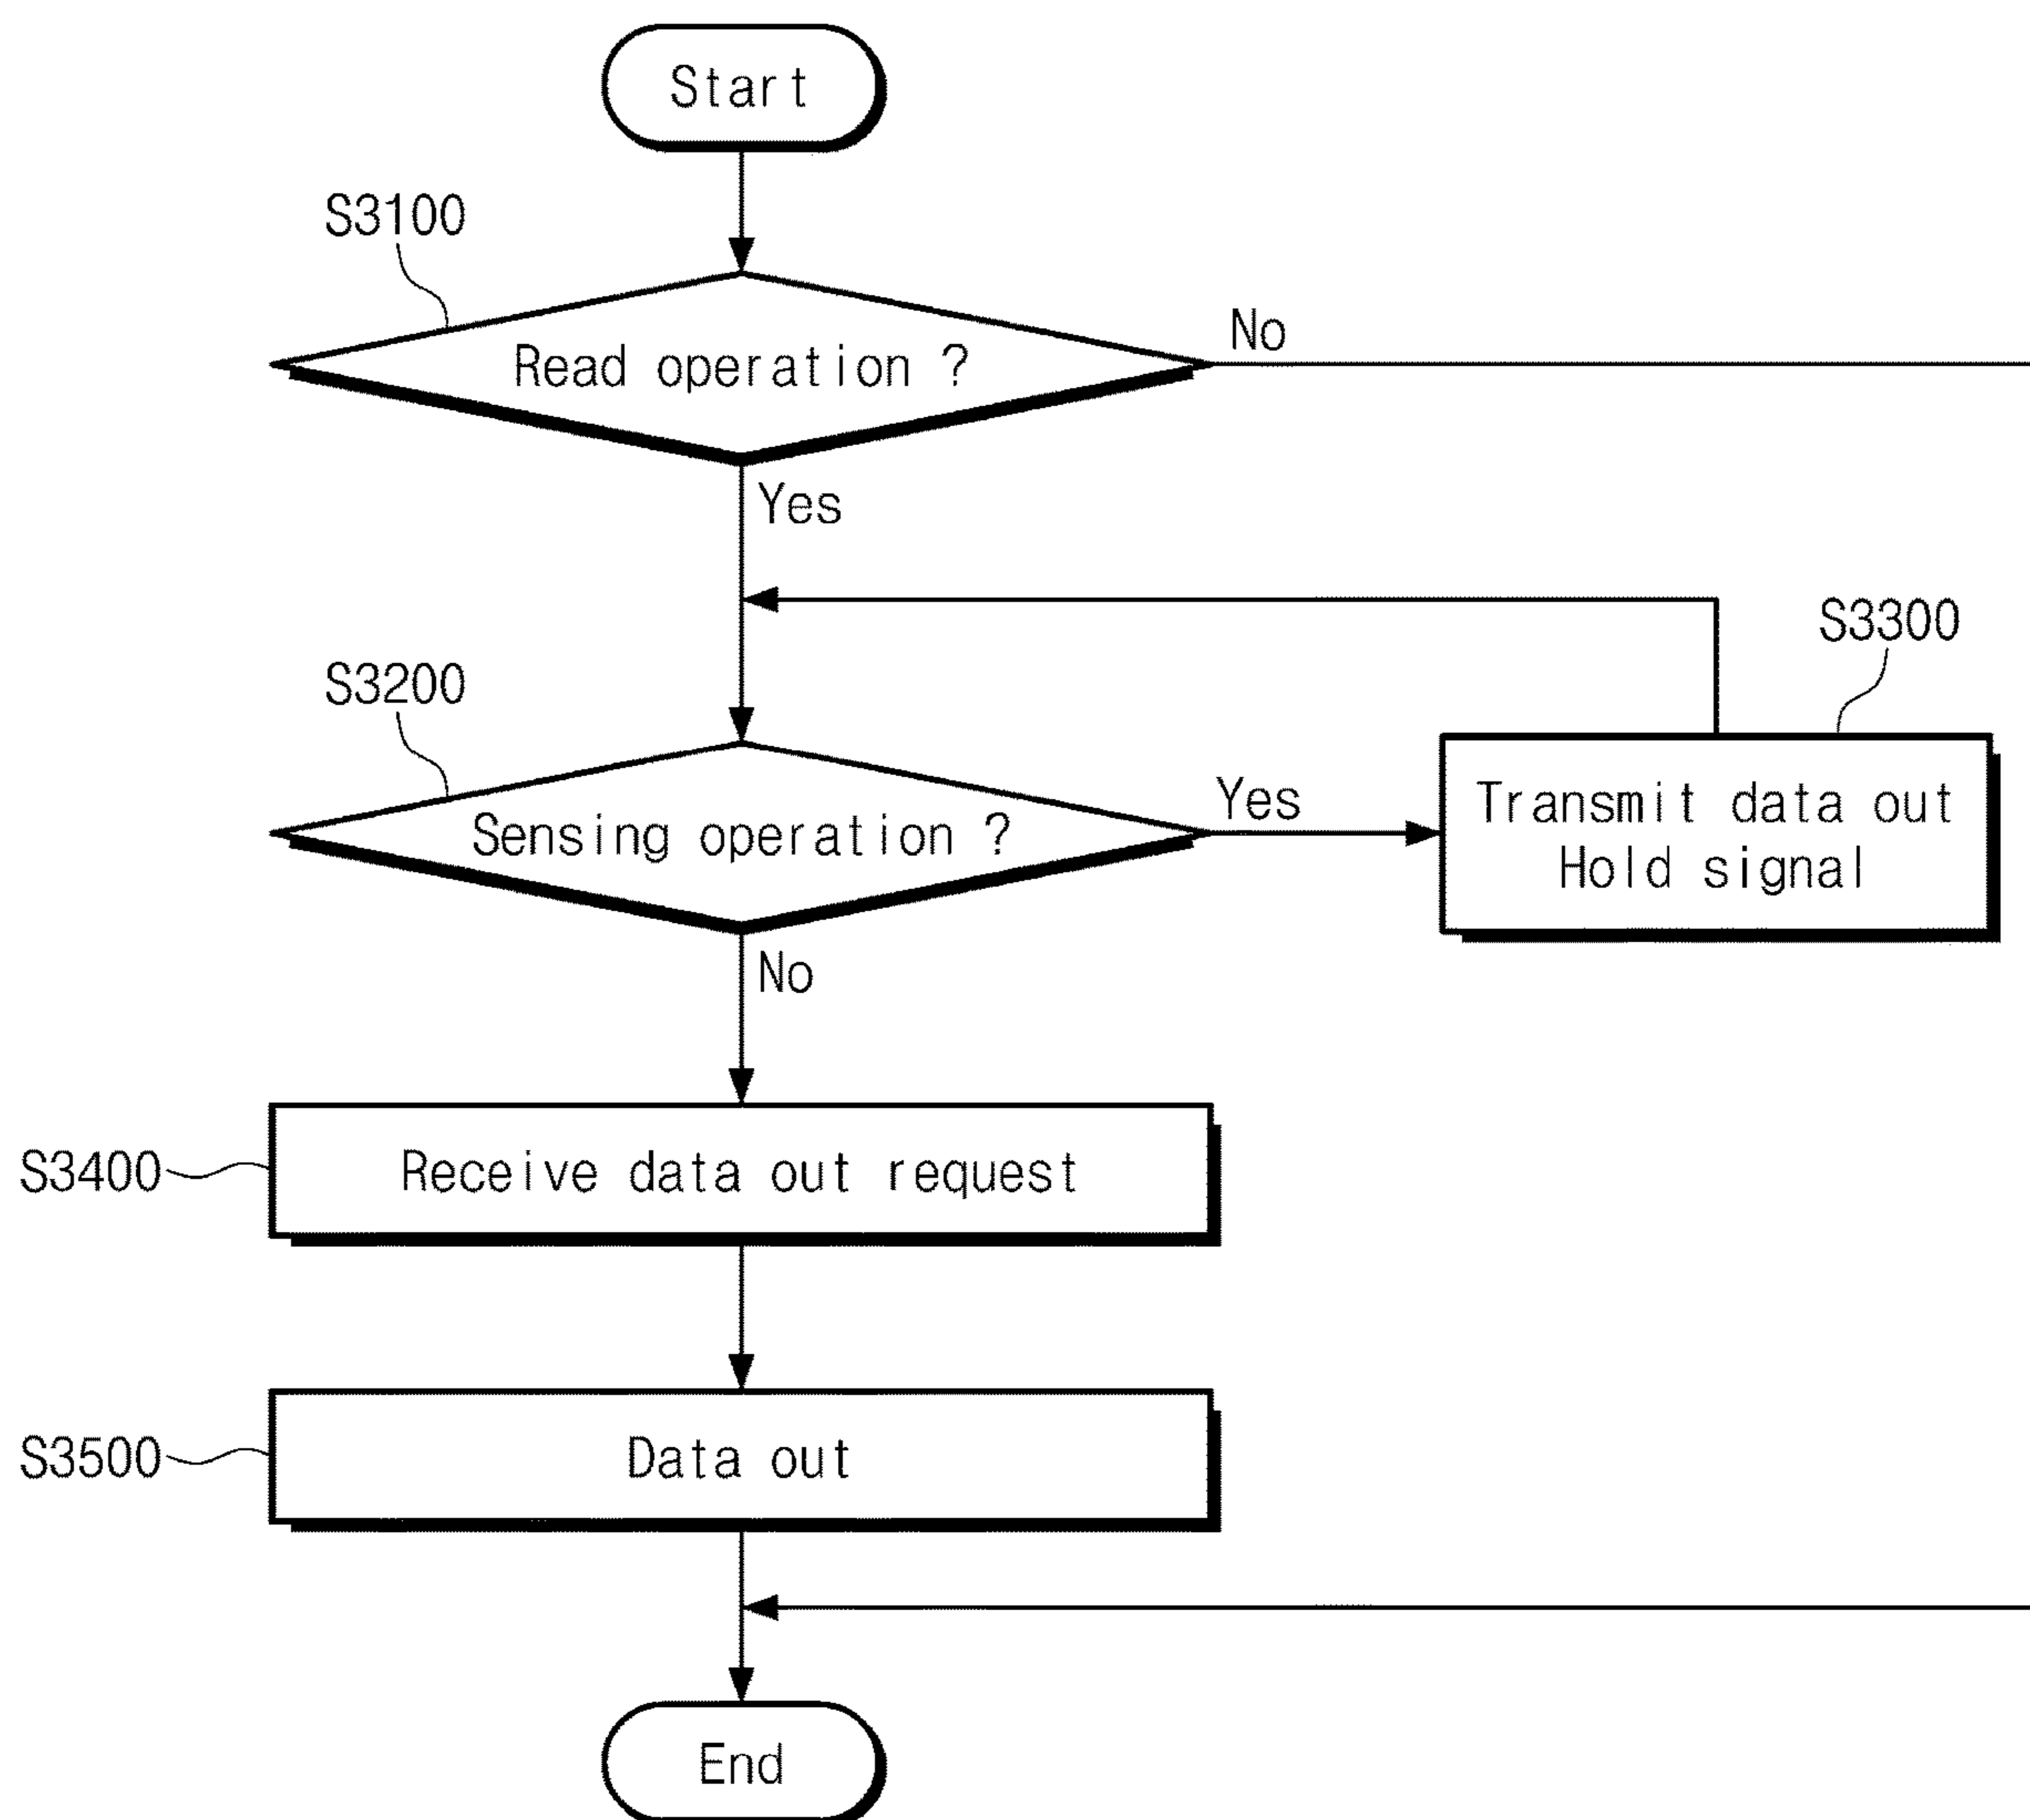 Start
S3100
Read operation ?
No
Yes
S3300
S3200
Sensing operation ?
Yes
Transmit data out
Hold signal
No
S3400
Receive data out request
S3500
Data out
End